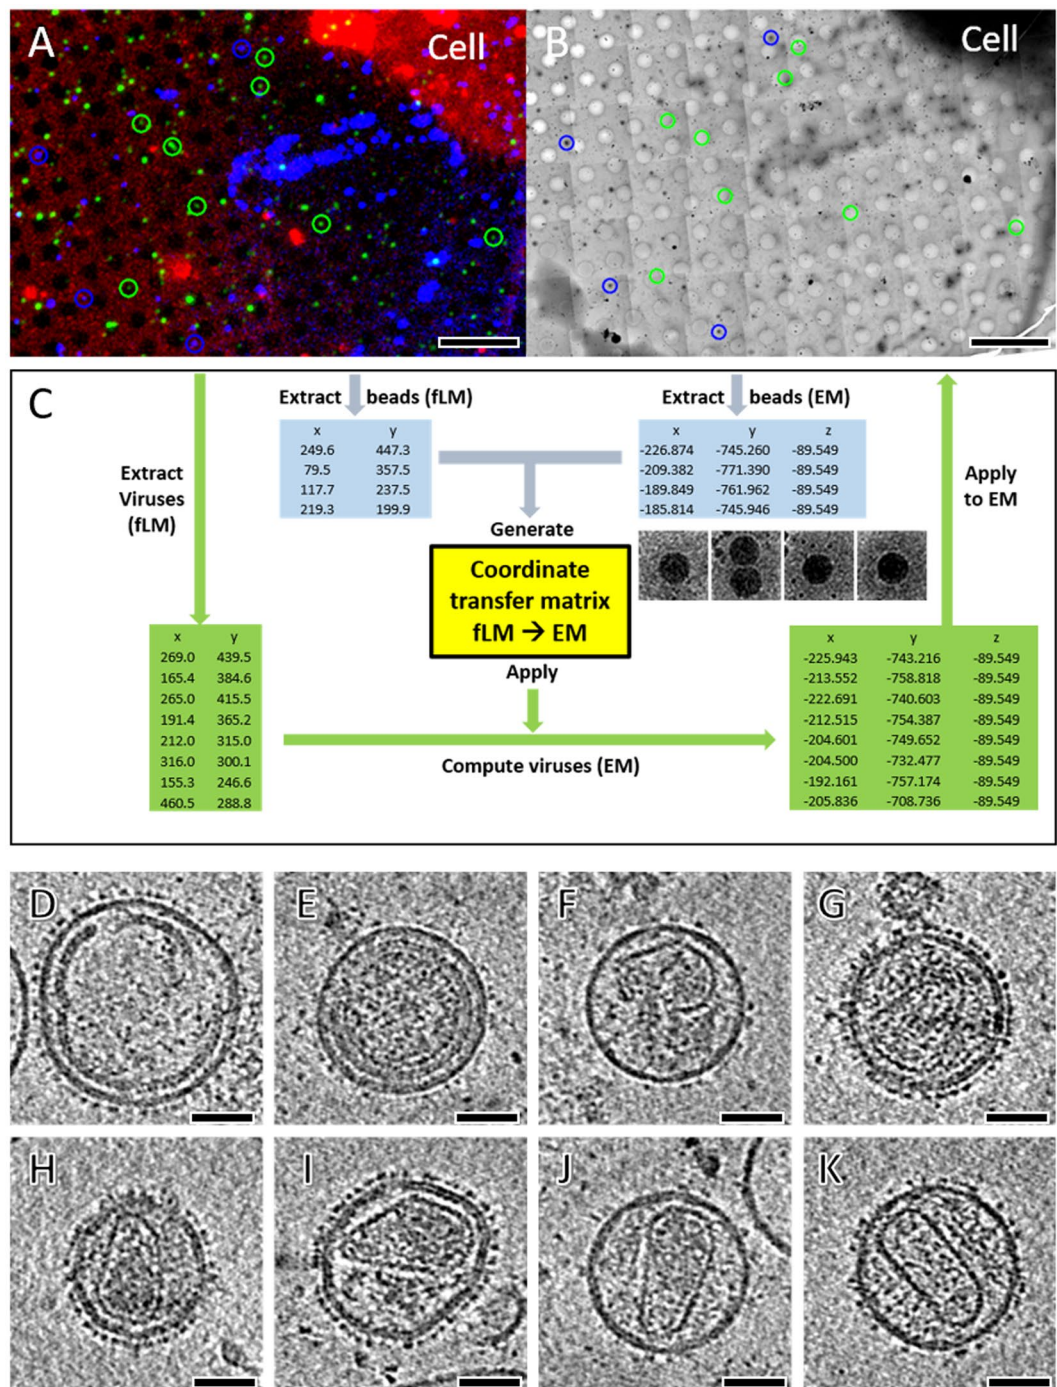 A
Cell
B
Cell
C
Extract beads (fLM)
Extract beads (EM)
Extract
Viruses
(fLM)
Apply
to EM
x y
249.6 447.3
79.5 357.5
117.7 237.5
219.3 199.9
x y z
-226.874 -745.260 -89.549
-209.382 -771.390 -89.549
-189.849 -761.962 -89.549
-185.814 -745.946 -89.549
Generate
Coordinate
transfer matrix
fLM → EM
Apply
Compute viruses (EM)
x y
269.0 439.5
165.4 384.6
265.0 415.5
191.4 365.2
212.0 315.0
316.0 300.1
155.3 246.6
460.5 288.8
x y z
-225.943 -743.216 -89.549
-213.552 -758.818 -89.549
-222.691 -740.603 -89.549
-212.515 -754.387 -89.549
-204.601 -749.652 -89.549
-204.500 -732.477 -89.549
-192.161 -757.174 -89.549
-205.836 -708.736 -89.549
D
E
F
G
H
I
J
K